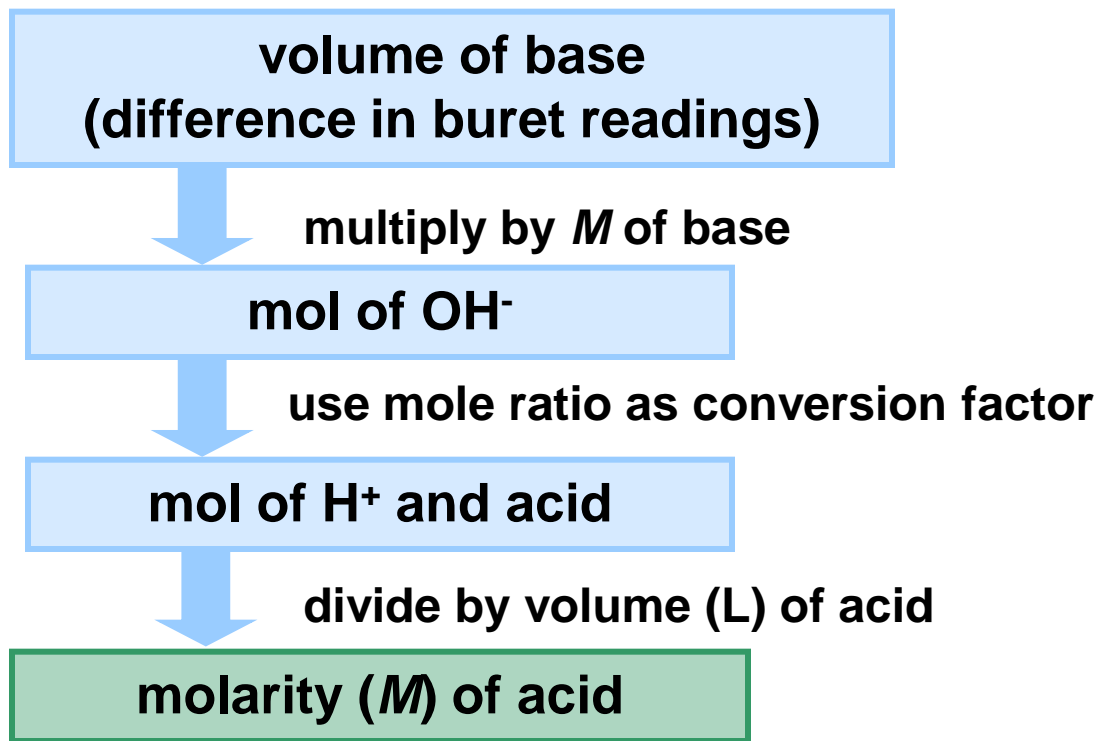 volume of base
(difference in buret readings)
multiply by M of base
mol of OH⁻
use mole ratio as conversion factor
mol of H⁺ and acid
divide by volume (L) of acid
molarity (M) of acid